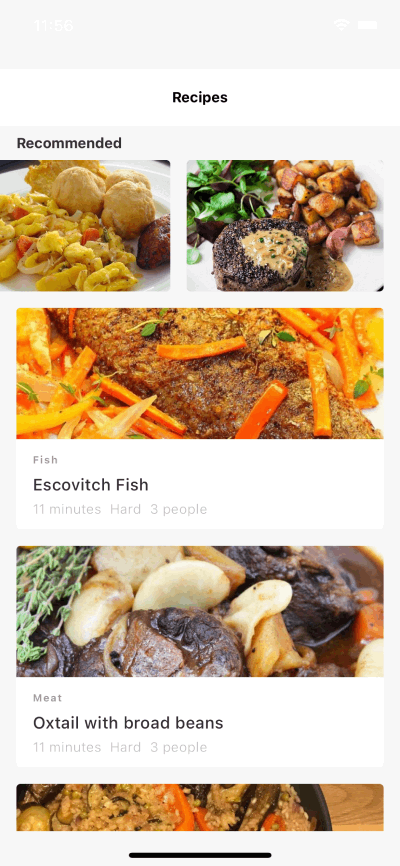 11:56
Recipes
Recommended
Fish
Escovitch Fish
11 minutes Hard 3 people
Meat
Oxtail with broad beans
11 minutes Hard 3 people